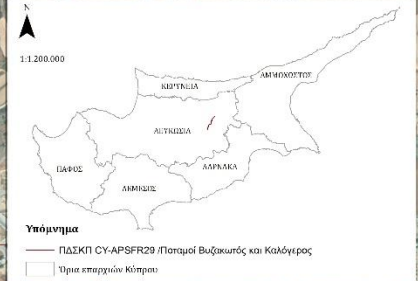 N
1:1.200.000
ΑΜΜΟΧΩΣΤΟΣ
ΚΕΡΥΝΕΙΑ
ΛΕΥΚΩΣΙΑ
ΛΑΡΝΑΚΑ
ΠΑΦΟΣ
ΛΕΜΕΣΟΣ
Υπόμνημα
ΠΔΣΚΠ CY-APSFR29 /Ποταμοί Βυζακωτός και Καλόγερος
Όρια επαρχιών Κύπρου